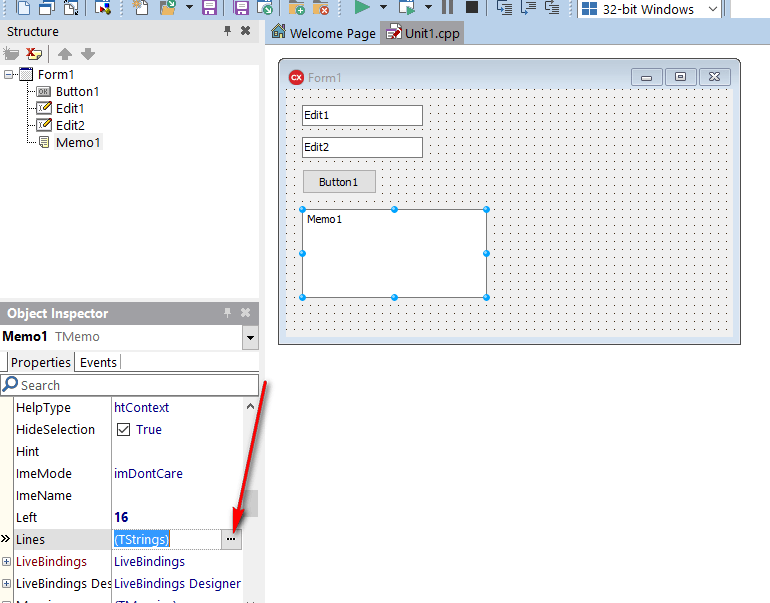 32-bit Windows
Structure
Welcome Page
Unit1.cpp
Form1
Button1
Edit1
Edit2
Memo1
CX Form1
Edit1
Edit2
Button1
Memo1
Object Inspector
Memo1 TMemo
Properties Events
Search
HelpType htContext
HideSelection True
Hint
ImeMode imDontCare
ImeName
Left 16
Lines (TStrings) ...
LiveBindings LiveBindings
LiveBindings Des LiveBindings Designer